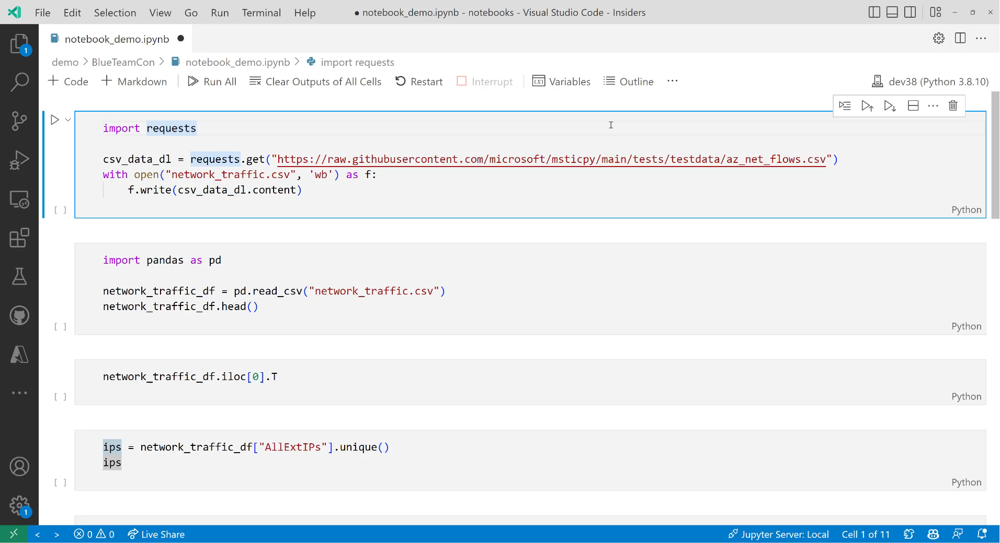 File Edit Selection View Go Run Terminal Help ● notebook_demo.ipynb - notebooks - Visual Studio Code - Insiders
notebook_demo.ipynb ●
demo > BlueTeamCon > notebook_demo.ipynb > import requests
+ Code + Markdown | Run All Clear Outputs of All Cells Restart Interrupt | Variables Outline ··· dev38 (Python 3.8.10)
import requests
csv_data_dl = requests.get("https://raw.githubusercontent.com/microsoft/msticpy/main/tests/testdata/az_net_flows.csv")
with open("network_traffic.csv", 'wb') as f:
f.write(csv_data_dl.content)
[ ] Python
import pandas as pd
network_traffic_df = pd.read_csv("network_traffic.csv")
network_traffic_df.head()
[ ] Python
network_traffic_df.iloc[0].T
[ ] Python
ips = network_traffic_df["AllExtIPs"].unique()
ips
[ ] Python
1
1
< > 0 0 Live Share Jupyter Server: Local Cell 1 of 11